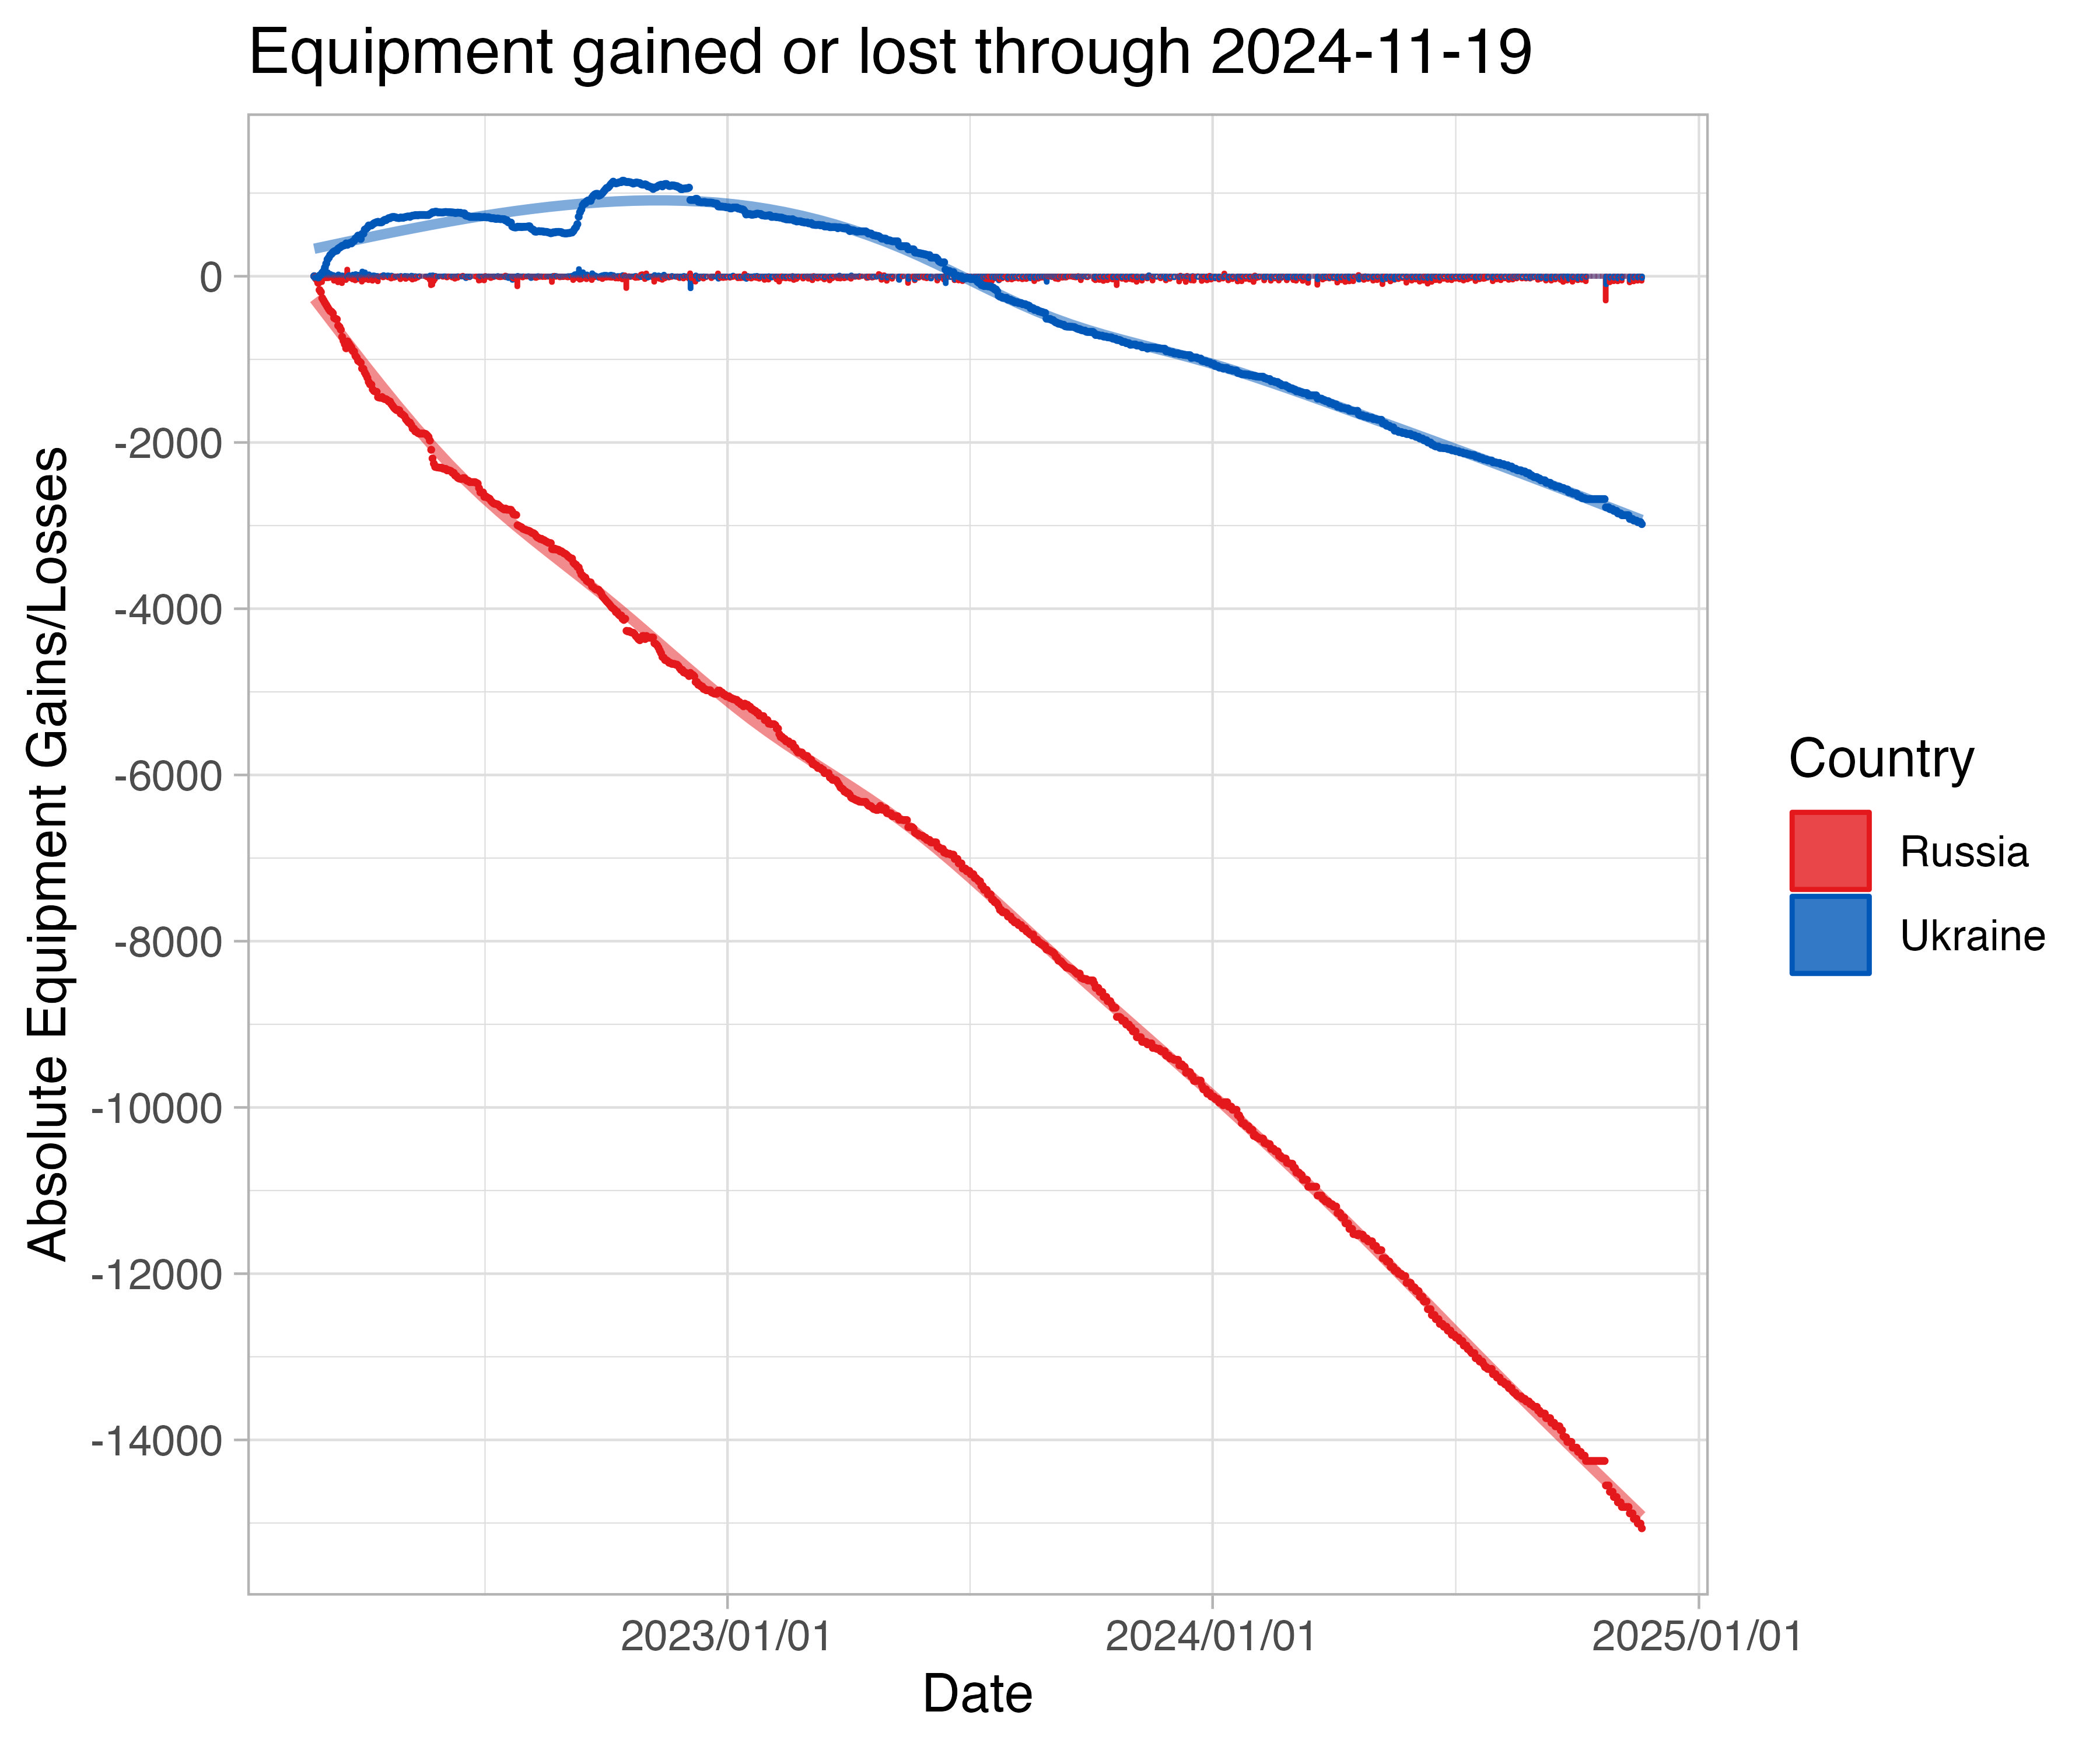 Equipment gained or lost through 2024-11-19
Absolute Equipment Gains/Losses
0
-2000
-4000
-6000
-8000
-10000
-12000
-14000
2023/01/01
2024/01/01
2025/01/01
Date
Country
Russia
Ukraine